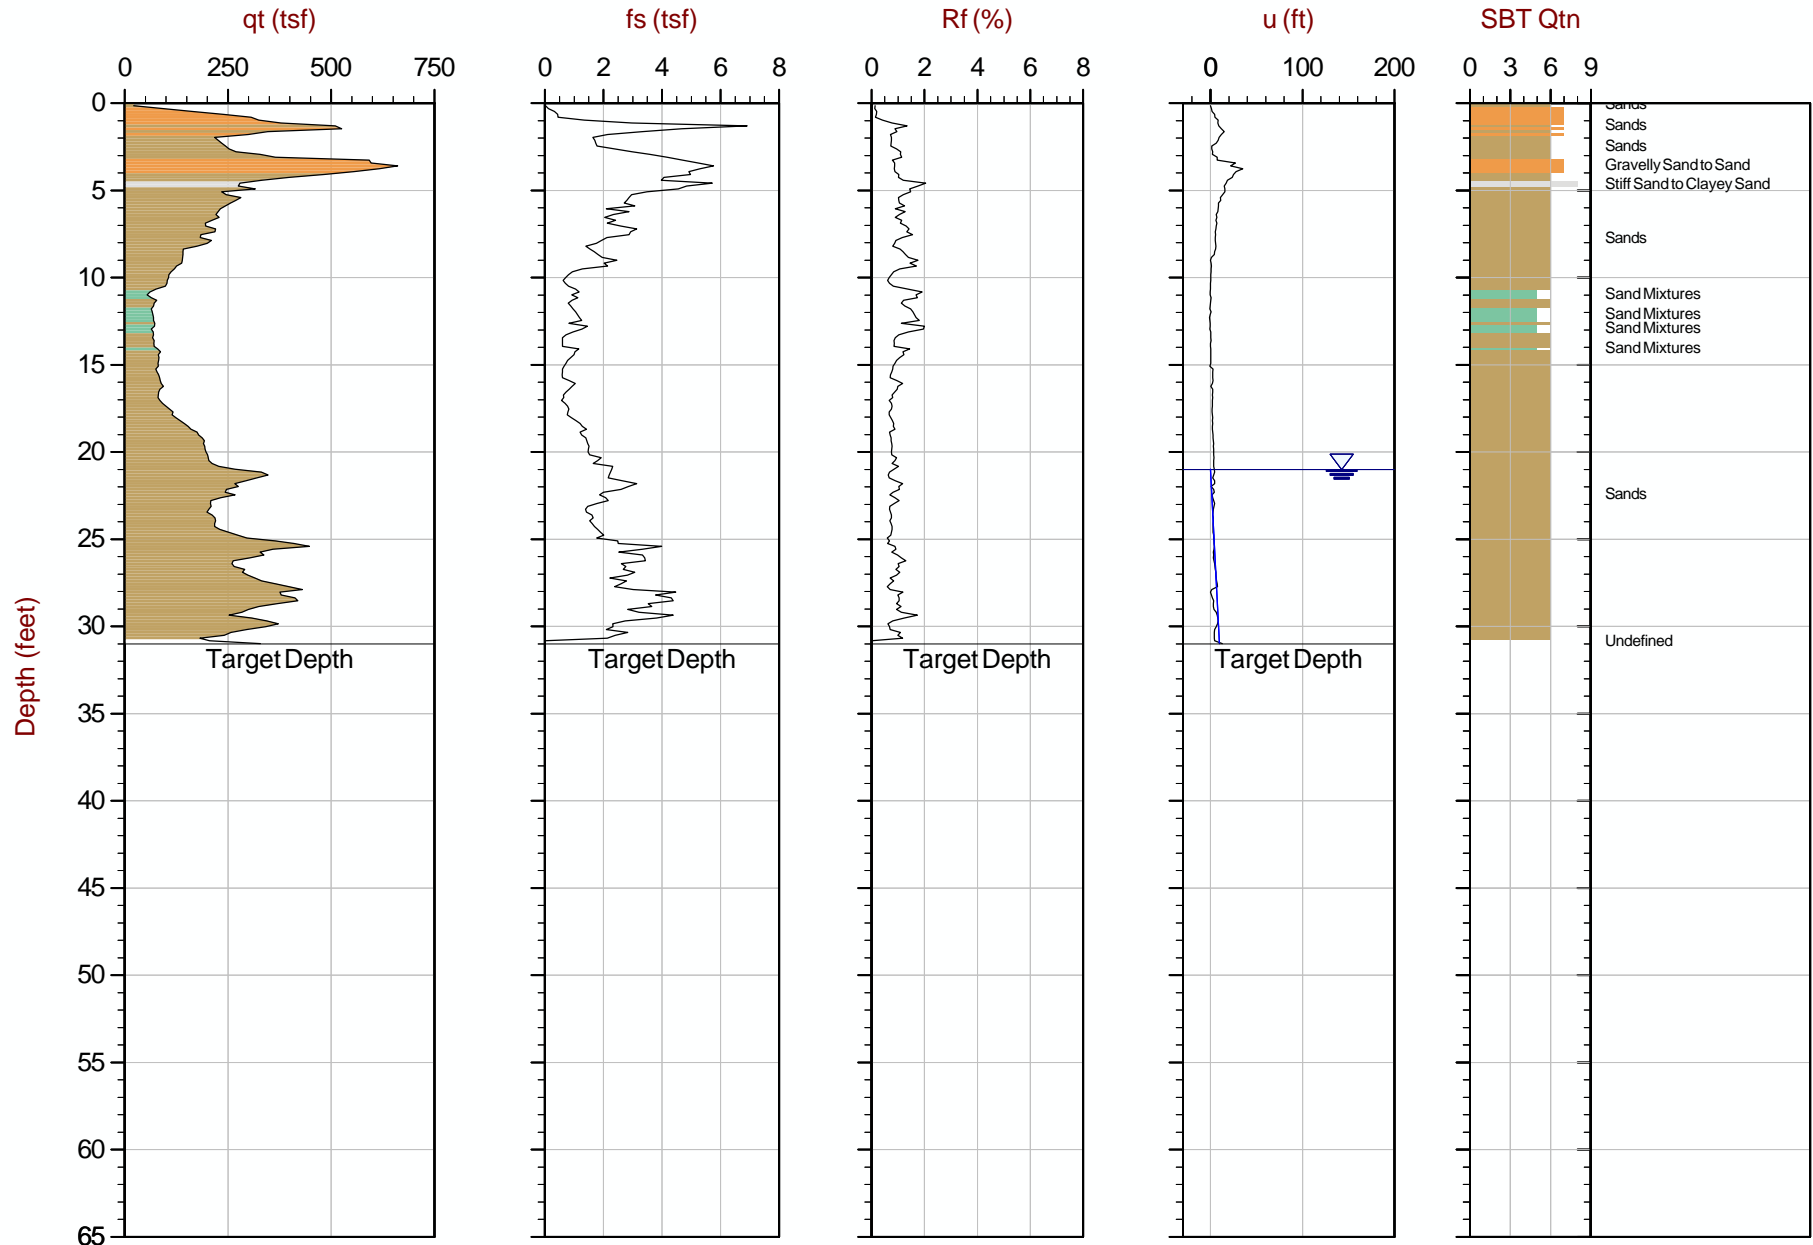 qt (tsf) fs (tsf) Rf (%) u (ft) SBT Qtn
0 250 500 750 0 2 4 6 8 0 2 4 6 8 0 100 200 0 3 6 9
0
Sands
Sands
Sands
Gravelly Sand to Sand
Stiff Sand to Clayey Sand
5
Sands
10
Sand Mixtures
Sand Mixtures
Sand Mixtures
Sand Mixtures
15
20
Sands
25
30
Undefined
Target Depth Target Depth Target Depth Target Depth
Depth (feet)
35
40
45
50
55
60
65